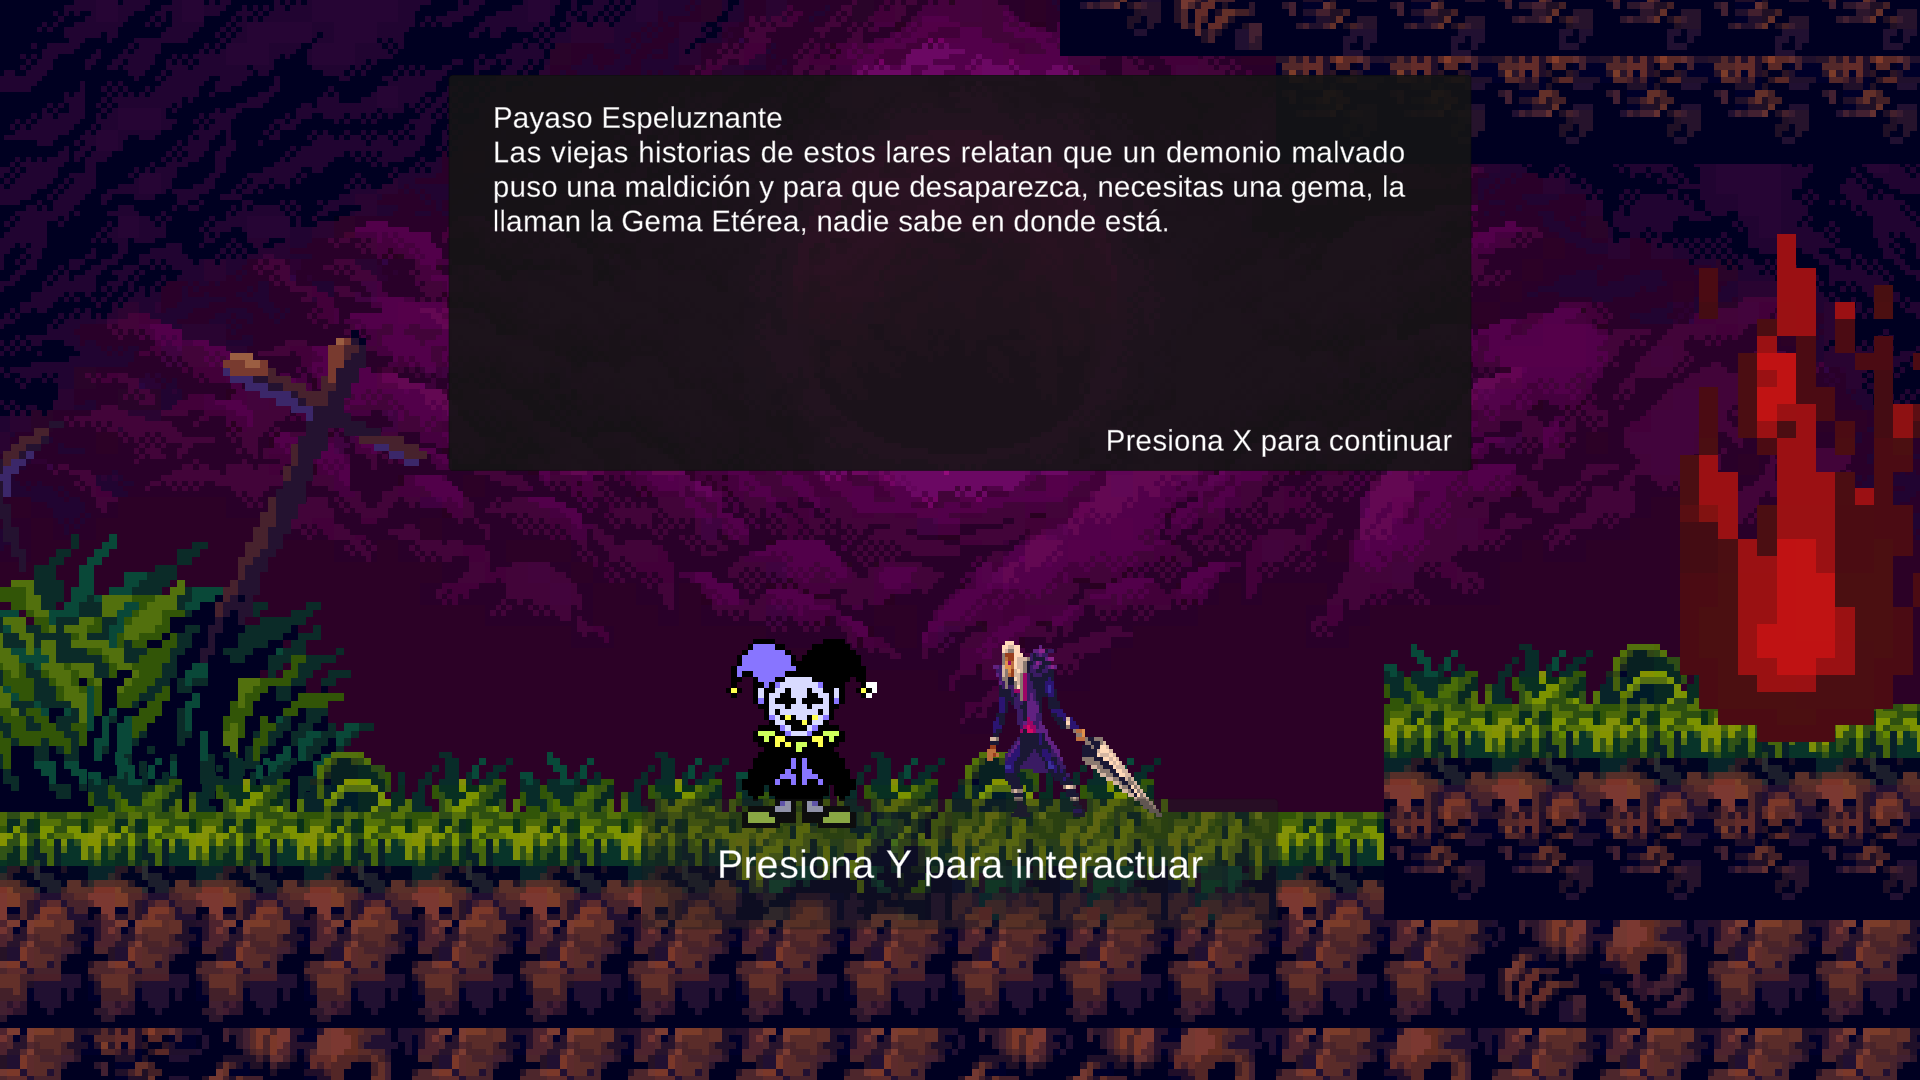 Payaso Espeluznante
Las viejas historias de estos lares relatan que un demonio malvado
puso una maldición y para que desaparezca, necesitas una gema, la
llaman la Gema Etérea, nadie sabe en donde está.
Presiona X para continuar
Presiona Y para interactuar